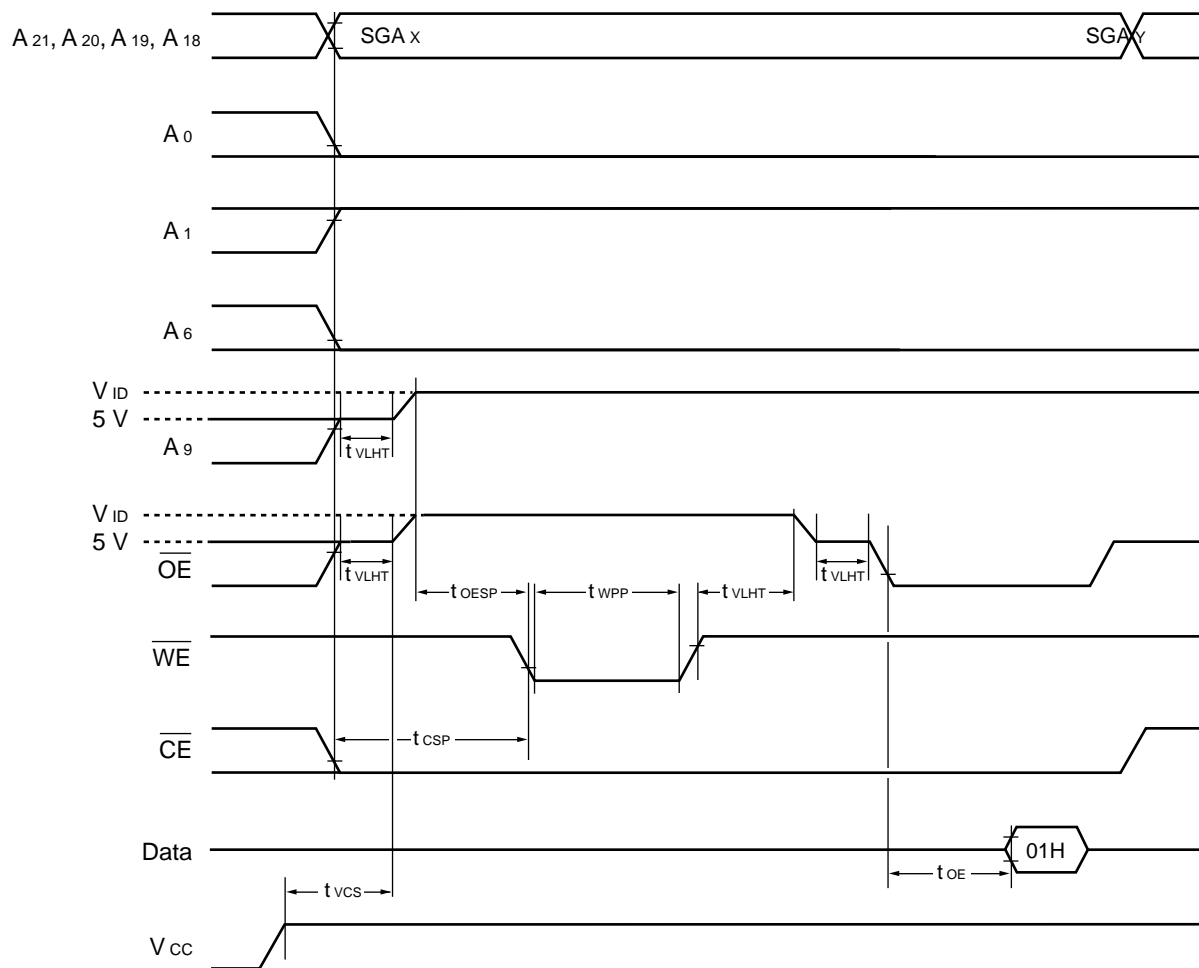 A 21, A 20, A 19, A 18
SGA X
SGA Y
A 0
A 1
A 6
V ID
5 V
A 9
t VLHT
V ID
5 V
OE
t VLHT
t VLHT
t OESP
t WPP
t VLHT
WE
CE
t CSP
Data
01H
t OE
t VCS
V CC